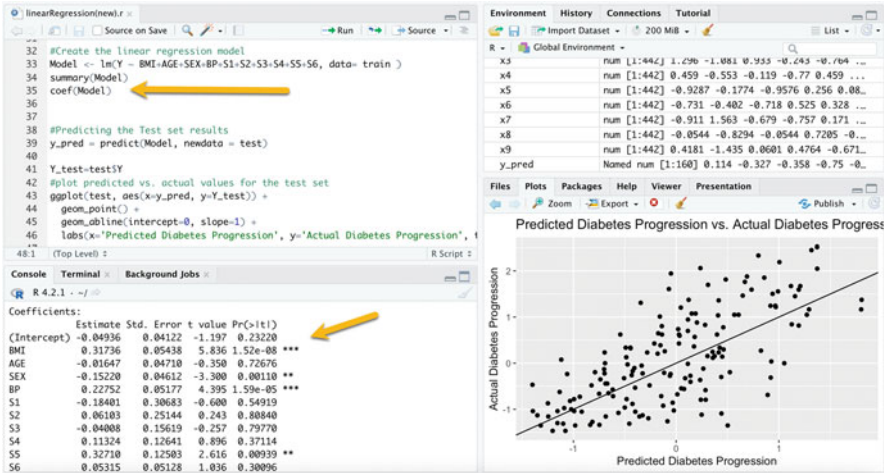 linearRegression(new).r
Source on Save
Run
Source
32 #Create the linear regression model
33 Model <- lm(Y ~ BMI+AGE+SEX+BP+S1+S2+S3+S4+S5+S6, data= train )
34 summary(Model)
35 coef(Model)
36
37
38 #Predicting the Test set results
39 y_pred = predict(Model, newdata = test)
40
41 Y_test=test$Y
42 #plot predicted vs. actual values for the test set
43 ggplot(test, aes(x=y_pred, y=Y_test)) +
44 geom_point() +
45 geom_abline(intercept=0, slope=1) +
46 labs(x='Predicted Diabetes Progression', y='Actual Diabetes Progression', t
48:1 (Top Level) R Script
Console Terminal Background Jobs
R 4.2.1 · ~/
Coefficients:
Estimate Std. Error t value Pr(>|t|)
(Intercept) -0.04936 0.04122 -1.197 0.23220
BMI 0.31736 0.05438 5.836 1.52e-08 ***
AGE -0.01647 0.04710 -0.350 0.72676
SEX -0.15220 0.04612 -3.300 0.00110 **
BP 0.22752 0.05177 4.395 1.59e-05 ***
S1 -0.18401 0.30683 -0.600 0.54919
S2 0.06103 0.25144 0.243 0.80840
S3 -0.04008 0.15619 -0.257 0.79770
S4 0.11324 0.12641 0.896 0.37114
S5 0.32710 0.12503 2.616 0.00939 **
S6 0.05315 0.05128 1.036 0.30096
Environment History Connections Tutorial
Import Dataset 200 MiB List
R Global Environment
x3 num [1:442] 1.296 -1.081 0.933 -0.243 -0.764 ...
x4 num [1:442] 0.459 -0.553 -0.119 -0.77 0.459 ...
x5 num [1:442] -0.9287 -0.1774 -0.9576 0.256 0.08…
x6 num [1:442] -0.731 -0.402 -0.718 0.525 0.328 ...
x7 num [1:442] -0.911 1.563 -0.679 -0.757 0.171 ...
x8 num [1:442] -0.0544 -0.8294 -0.0544 0.7205 -0.…
x9 num [1:442] 0.4181 -1.435 0.0601 0.4764 -0.671…
y_pred Named num [1:160] 0.114 -0.327 -0.358 -0.75 -0…
Files Plots Packages Help Viewer Presentation
Zoom Export Publish
Predicted Diabetes Progression vs. Actual Diabetes Progress
Actual Diabetes Progression
2
1
0
-1
-1 0 1
Predicted Diabetes Progression